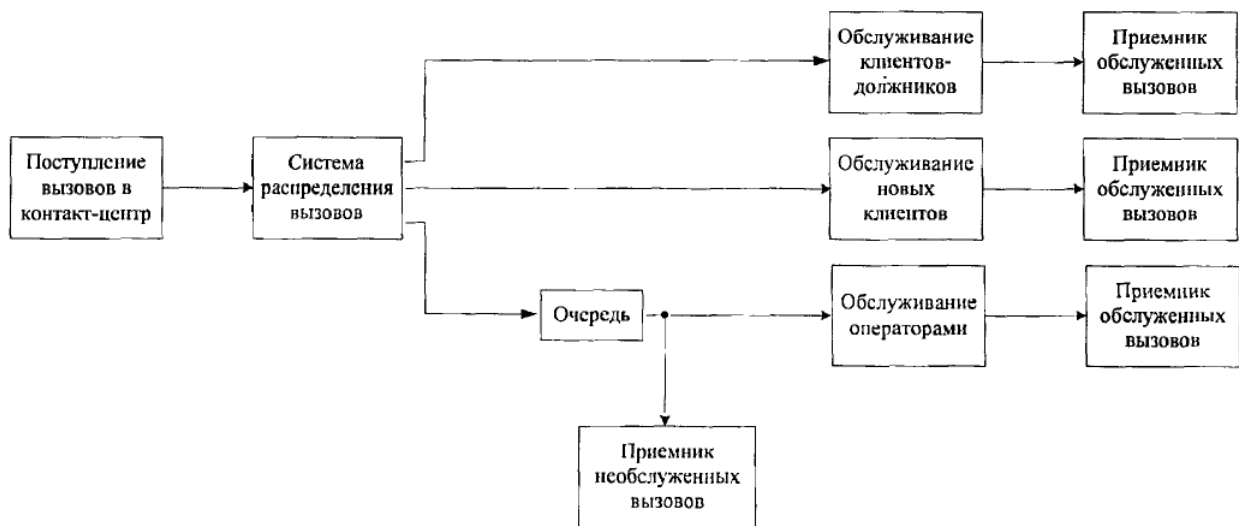 Обслуживание
клиентов-
должников
Приемник
обслуженных
вызовов
Поступление
вызовов в
контакт-центр
Система
распределения
вызовов
Обслуживание
новых
клиентов
Приемник
обслуженных
вызовов
Очередь
Обслуживание
операторами
Приемник
обслуженных
вызовов
Приемник
необслуженных
вызовов